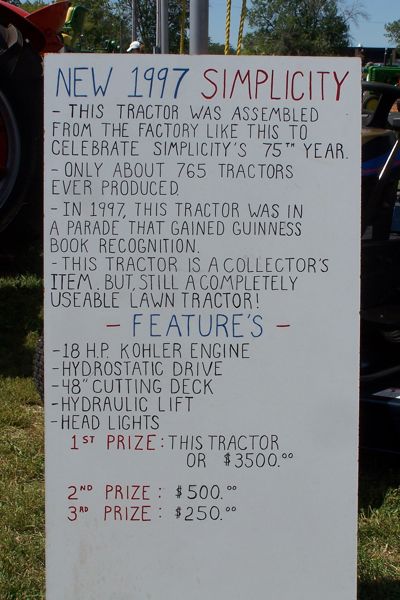 NEW 1997 SIMPLICITY
- THIS TRACTOR WAS ASSEMBLED
FROM THE FACTORY LIKE THIS TO
CELEBRATE SIMPLICITY'S 75TH YEAR.
- ONLY ABOUT 765 TRACTORS
EVER PRODUCED.
- IN 1997, THIS TRACTOR WAS IN
A PARADE THAT GAINED GUINNESS
BOOK RECOGNITION.
- THIS TRACTOR IS A COLLECTOR'S
ITEM. BUT, STILL A COMPLETELY
USEABLE LAWN TRACTOR!
- FEATURE'S -
-18 H.P. KOHLER ENGINE
-HYDROSTATIC DRIVE
-48" CUTTING DECK
-HYDRAULIC LIFT
-HEAD LIGHTS
1ST PRIZE: THIS TRACTOR
OR $3500.00
2ND PRIZE: $500.00
3RD PRIZE: $250.00